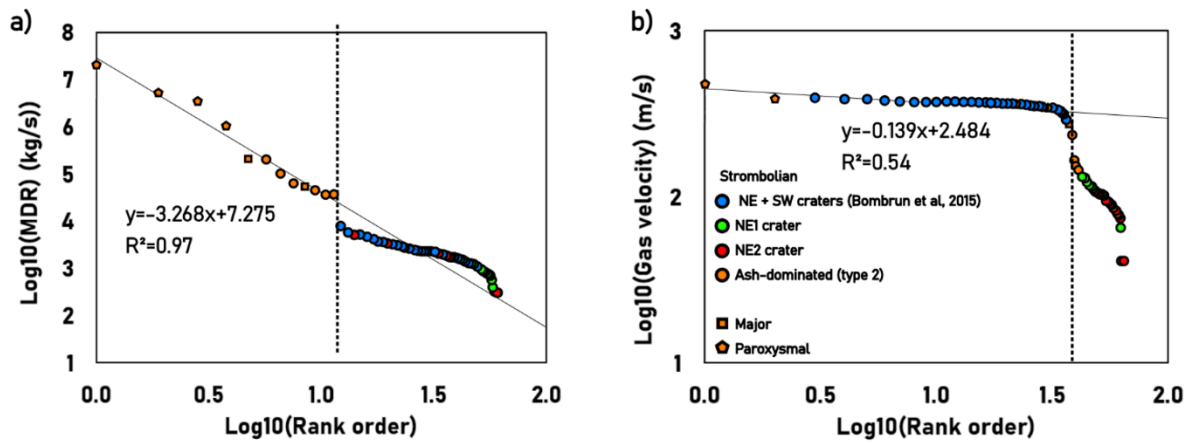 a)
8
7
6
5
4
3
2
1
Log10(MDR) (kg/s))
y=-3.268x+7.275
R²=0.97
0.0 0.5 1.0 1.5 2.0
Log10(Rank order)
b)
3
2
1
Log10(Gas velocity) (m/s)
y=-0.139x+2.484
R²=0.54
Strombolian
NE + SW craters (Bombrun et al, 2015)
NE1 crater
NE2 crater
Ash-dominated (type 2)
Major
Paroxysmal
0.0 0.5 1.0 1.5 2.0
Log10(Rank order)